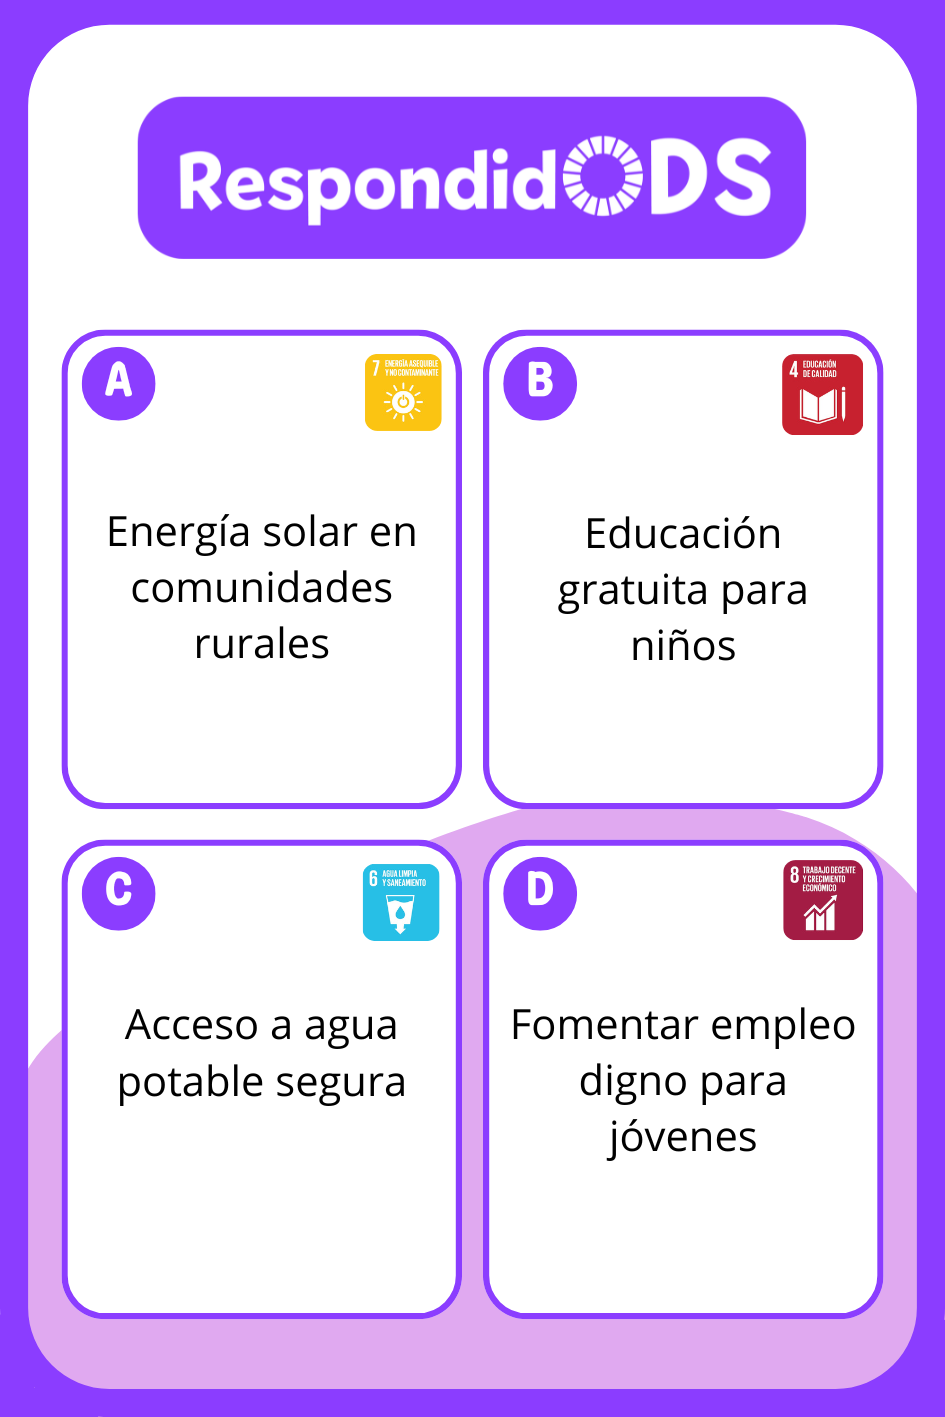 RespondidODS
A
7 ENERGÍA ASEQUIBLE
Y NO CONTAMINANTE
Energía solar en
comunidades
rurales
B
4 EDUCACIÓN
DE CALIDAD
Educación
gratuita para
niños
C
6 AGUA LIMPIA
Y SANEAMIENTO
Acceso a agua
potable segura
D
8 TRABAJO DECENTE
Y CRECIMIENTO
ECONÓMICO
Fomentar empleo
digno para
jóvenes